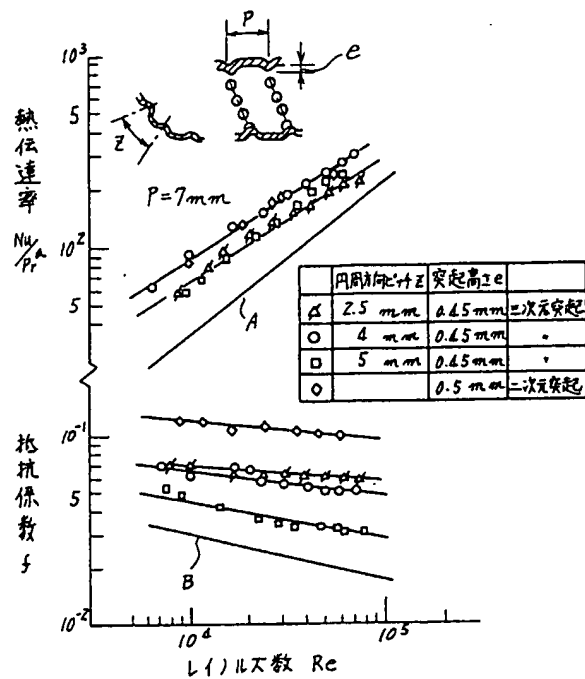 P
e
Z
P=7mm
熱伝達率
Nu/Pr^a
10³
5
10²
5
A
円周方向ピッチZ 突起高さe
2.5 mm 0.45mm 三次元突起
4 mm 0.45mm 〃
5 mm 0.45mm 〃
0.5 mm 二次元突起
抵抗係数 f
10⁻¹
5
10⁻²
B
10⁴
10⁵
レイノルズ数 Re